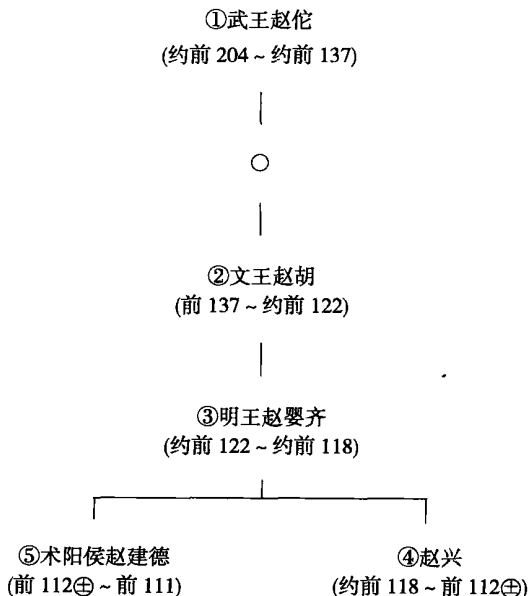 ①武王赵佗
(约前 204 ~ 约前 137)
○
②文王赵胡
(前 137 ~ 约前 122)
③明王赵婴齐
(约前 122 ~ 约前 118)
⑤术阳侯赵建德
(前 112㊏ ~ 前 111)
④赵兴
(约前 118 ~ 前 112㊏)